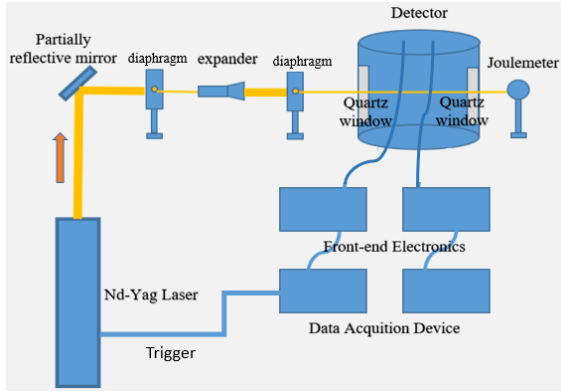 Detector
Partially
reflective mirror
diaphragm
expander
diaphragm
Joulemeter
Quartz
window
Quartz
window
Front-end Electronics
Nd-Yag Laser
Data Acquition Device
Trigger